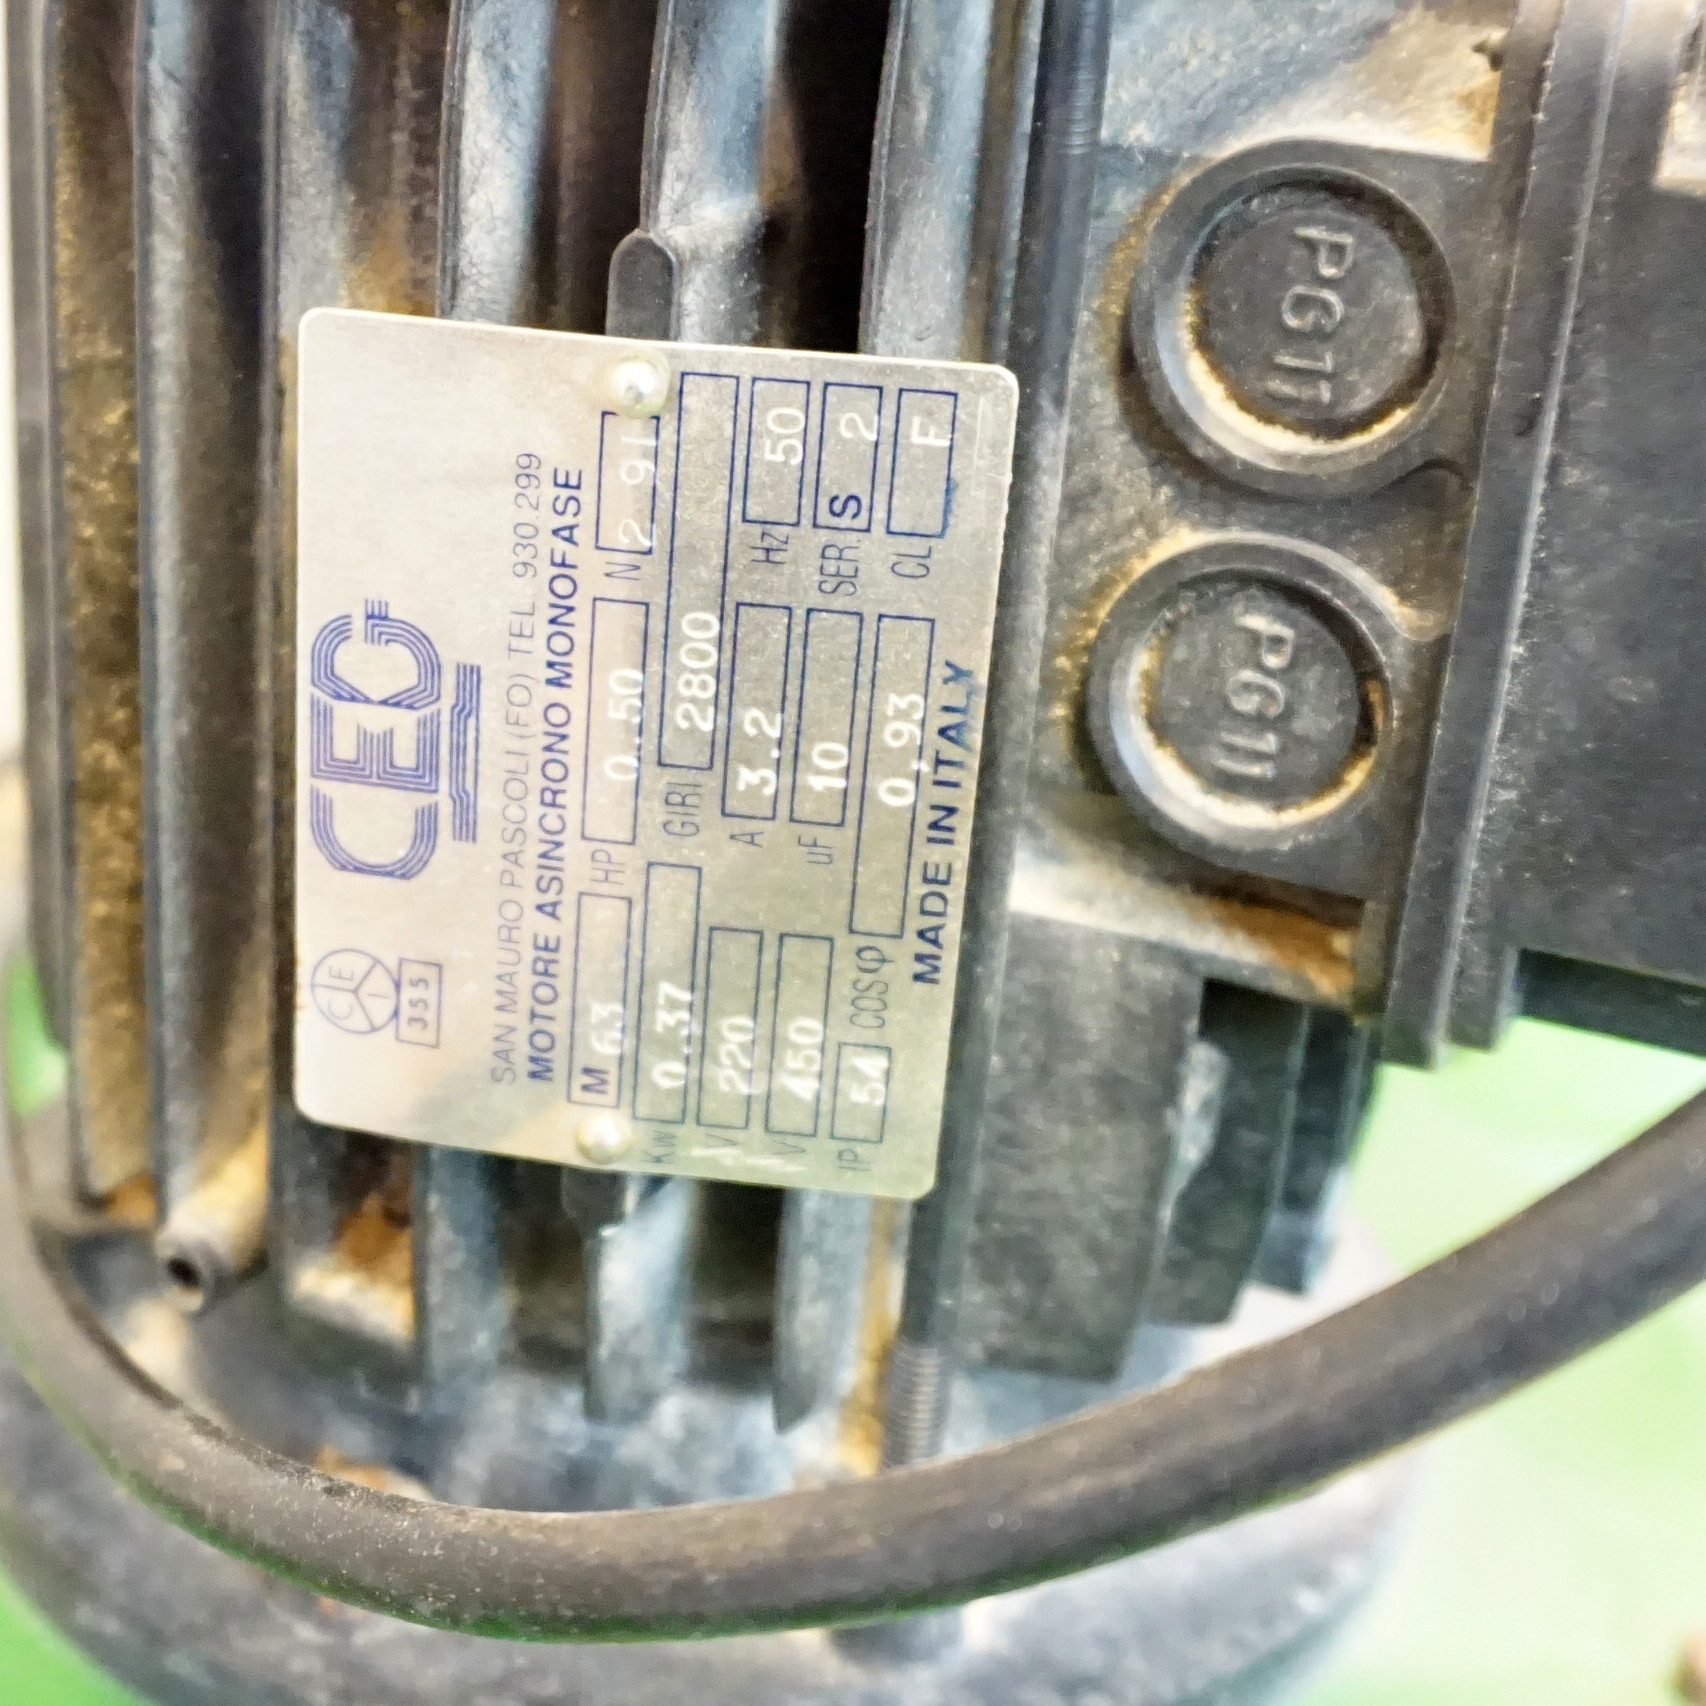 CEG
CEI
355
SAN MAURO PASCOLI (FO) TEL. 930.299
MOTORE ASINCRONO MONOFASE
M 63 HP 0.50 N 2 91
KW 0.37 GIRI 2800
V 220 A 3.2 HZ 50
V 450 uF 10 SER. S 2
IP 54 COSφ 0,93 CL F
MADE IN ITALY
PG11
PG11